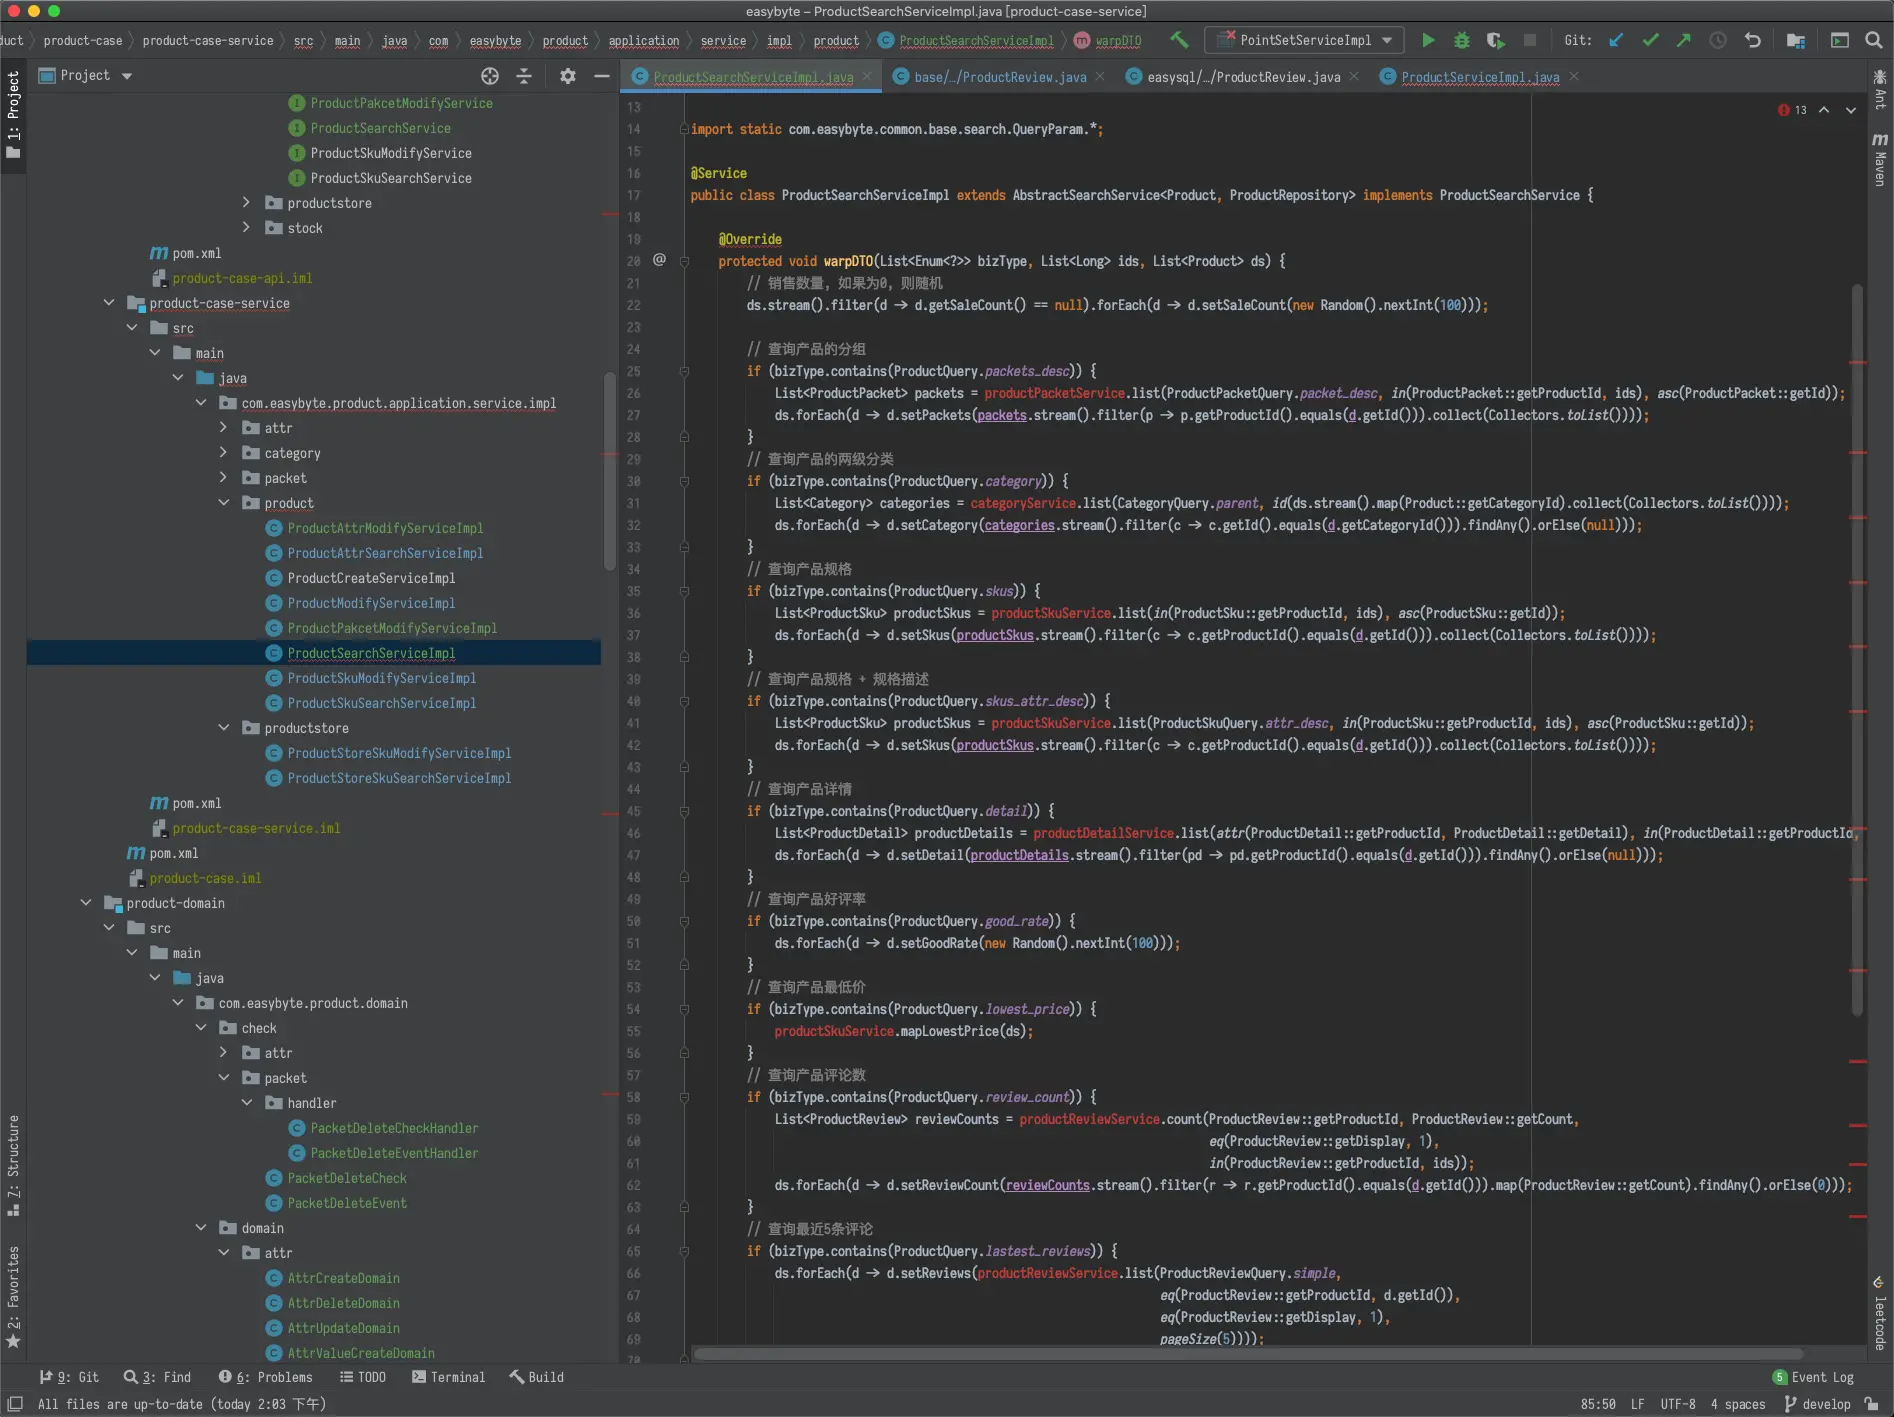 easybyte – ProductSearchServiceImpl.java [product-case-service]
duct product-case product-case-service src main java com easybyte product application service impl product ProductSearchServiceImpl warpDTO PointSetServiceImpl Git:
Project
ProductSearchServiceImpl.java base/…/ProductReview.java easysql/…/ProductReview.java ProductServiceImpl.java
1: Project
7: Structure
2: Favorites
ProductPakcetModifyService
ProductSearchService
ProductSkuModifyService
ProductSkuSearchService
productstore
stock
pom.xml
product-case-api.iml
product-case-service
src
main
java
com.easybyte.product.application.service.impl
attr
category
packet
product
ProductAttrModifyServiceImpl
ProductAttrSearchServiceImpl
ProductCreateServiceImpl
ProductModifyServiceImpl
ProductPakcetModifyServiceImpl
ProductSearchServiceImpl
ProductSkuModifyServiceImpl
ProductSkuSearchServiceImpl
productstore
ProductStoreSkuModifyServiceImpl
ProductStoreSkuSearchServiceImpl
pom.xml
product-case-service.iml
pom.xml
product-case.iml
product-domain
src
main
java
com.easybyte.product.domain
check
attr
packet
handler
PacketDeleteCheckHandler
PacketDeleteEventHandler
PacketDeleteCheck
PacketDeleteEvent
domain
attr
AttrCreateDomain
AttrDeleteDomain
AttrUpdateDomain
AttrValueCreateDomain
13
13
14 import static com.easybyte.common.base.search.QueryParam.*;
15
16 @Service
17 public class ProductSearchServiceImpl extends AbstractSearchService<Product, ProductRepository> implements ProductSearchService {
18
19 @Override
20 @ protected void warpDTO(List<Enum<?>> bizType, List<Long> ids, List<Product> ds) {
21 // 销售数量，如果为0，则随机
22 ds.stream().filter(d → d.getSaleCount() == null).forEach(d → d.setSaleCount(new Random().nextInt(100)));
23
24 // 查询产品的分组
25 if (bizType.contains(ProductQuery.packets_desc)) {
26 List<ProductPacket> packets = productPacketService.list(ProductPacketQuery.packet_desc, in(ProductPacket::getProductId, ids), asc(ProductPacket::getId));
27 ds.forEach(d → d.setPackets(packets.stream().filter(p → p.getProductId().equals(d.getId())).collect(Collectors.toList())));
28 }
29 // 查询产品的两级分类
30 if (bizType.contains(ProductQuery.category)) {
31 List<Category> categories = categoryService.list(CategoryQuery.parent, id(ds.stream().map(Product::getCategoryId).collect(Collectors.toList())));
32 ds.forEach(d → d.setCategory(categories.stream().filter(c → c.getId().equals(d.getCategoryId())).findAny().orElse(null)));
33 }
34 // 查询产品规格
35 if (bizType.contains(ProductQuery.skus)) {
36 List<ProductSku> productSkus = productSkuService.list(in(ProductSku::getProductId, ids), asc(ProductSku::getId));
37 ds.forEach(d → d.setSkus(productSkus.stream().filter(c → c.getProductId().equals(d.getId())).collect(Collectors.toList())));
38 }
39 // 查询产品规格 + 规格描述
40 if (bizType.contains(ProductQuery.skus_attr_desc)) {
41 List<ProductSku> productSkus = productSkuService.list(ProductSkuQuery.attr_desc, in(ProductSku::getProductId, ids), asc(ProductSku::getId));
42 ds.forEach(d → d.setSkus(productSkus.stream().filter(c → c.getProductId().equals(d.getId())).collect(Collectors.toList())));
43 }
44 // 查询产品详情
45 if (bizType.contains(ProductQuery.detail)) {
46 List<ProductDetail> productDetails = productDetailService.list(attr(ProductDetail::getProductId, ProductDetail::getDetail), in(ProductDetail::getProductId,
47 ds.forEach(d → d.setDetail(productDetails.stream().filter(pd → pd.getProductId().equals(d.getId())).findAny().orElse(null)));
48 }
49 // 查询产品好评率
50 if (bizType.contains(ProductQuery.good_rate)) {
51 ds.forEach(d → d.setGoodRate(new Random().nextInt(100)));
52 }
53 // 查询产品最低价
54 if (bizType.contains(ProductQuery.lowest_price)) {
55 productSkuService.mapLowestPrice(ds);
56 }
57 // 查询产品评论数
58 if (bizType.contains(ProductQuery.review_count)) {
59 List<ProductReview> reviewCounts = productReviewService.count(ProductReview::getProductId, ProductReview::getCount,
60 eq(ProductReview::getDisplay, 1),
61 in(ProductReview::getProductId, ids));
62 ds.forEach(d → d.setReviewCount(reviewCounts.stream().filter(r → r.getProductId().equals(d.getId())).map(ProductReview::getCount).findAny().orElse(0)));
63 }
64 // 查询最近5条评论
65 if (bizType.contains(ProductQuery.lastest_reviews)) {
66 ds.forEach(d → d.setReviews(productReviewService.list(ProductReviewQuery.simple,
67 eq(ProductReview::getProductId, d.getId()),
68 eq(ProductReview::getDisplay, 1),
69 pageSize(5))));
70
Ant
Maven
leetcode
9: Git 3: Find 6: Problems TODO Terminal Build 5 Event Log
All files are up-to-date (today 2:03 下午) 85:50 LF UTF-8 4 spaces develop